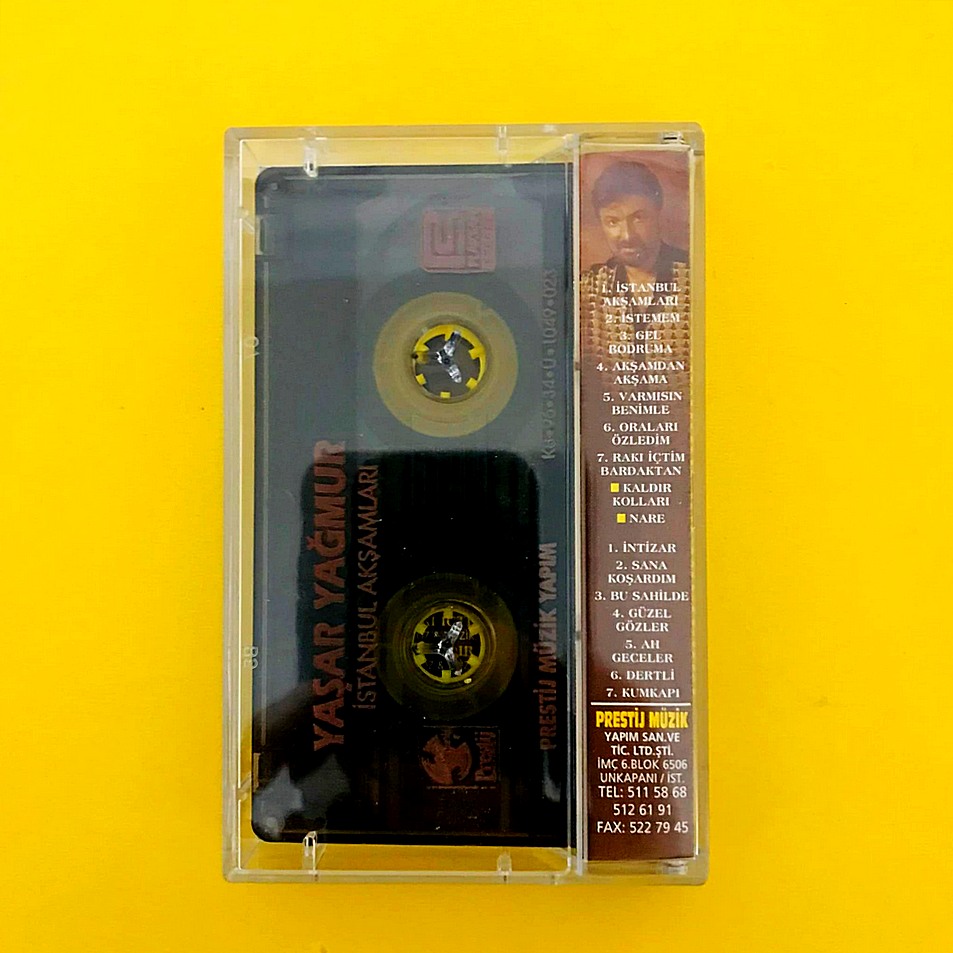 YAŞAR YAĞMUR
İSTANBUL AKŞAMLARI
PRESTİJ MÜZİK YAPIM
Prestij
1. İSTANBUL
AKŞAMLARI
2. İSTEMEM
3. GEL
BODRUMA
4. AKŞAMDAN
AKŞAMA
5. VARMISIN
BENİMLE
6. ORALARI
ÖZLEDİM
7. RAKI İÇTİM
BARDAKTAN
KALDIR
KOLLARI
NARE
1. İNTİZAR
2. SANA
KOŞARDIM
3. BU SAHİLDE
4. GÜZEL
GÖZLER
5. AH
GECELER
6. DERTLİ
7. KUMKAPI
PRESTİJ MÜZİK
YAPIM SAN.VE
TİC. LTD.ŞTİ.
İMÇ 6.BLOK 6506
UNKAPANI / İST.
TEL: 511 58 68
512 61 91
FAX: 522 79 45